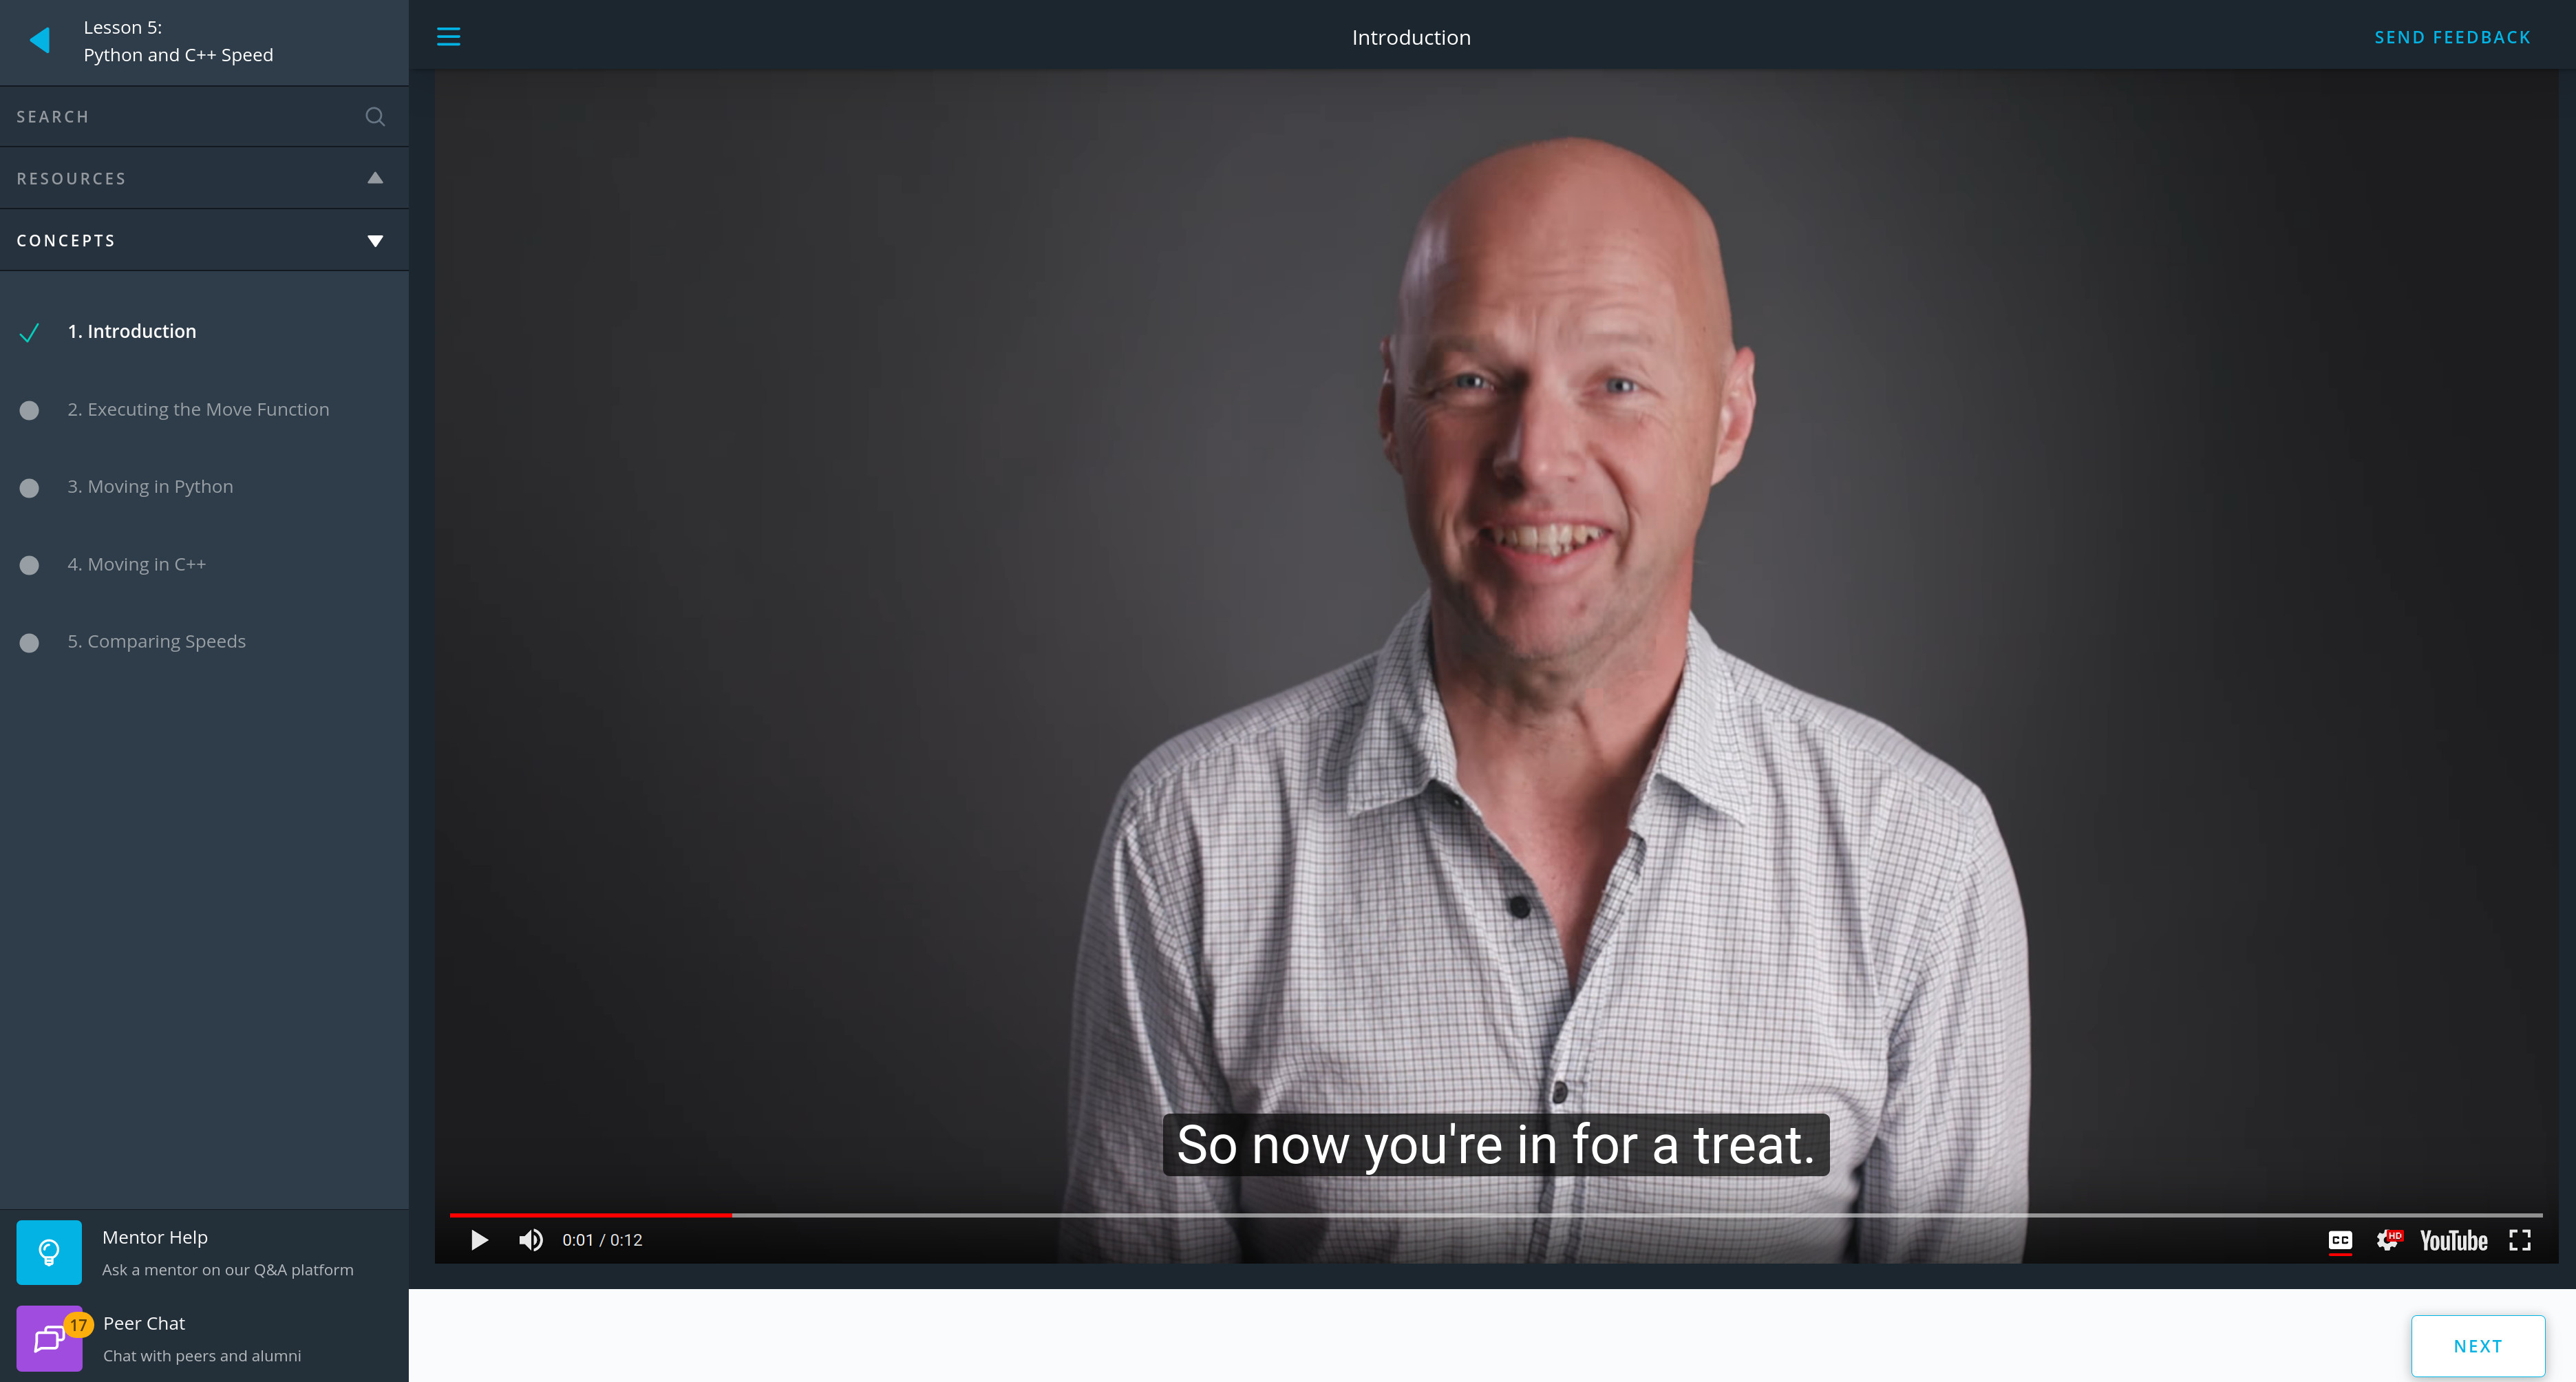 Lesson 5:
Python and C++ Speed
SEARCH
RESOURCES
CONCEPTS
1. Introduction
2. Executing the Move Function
3. Moving in Python
4. Moving in C++
5. Comparing Speeds
Mentor Help
Ask a mentor on our Q&A platform
17
Peer Chat
Chat with peers and alumni
Introduction
SEND FEEDBACK
So now you're in for a treat.
0:01 / 0:12
CC
HD
YouTube
NEXT